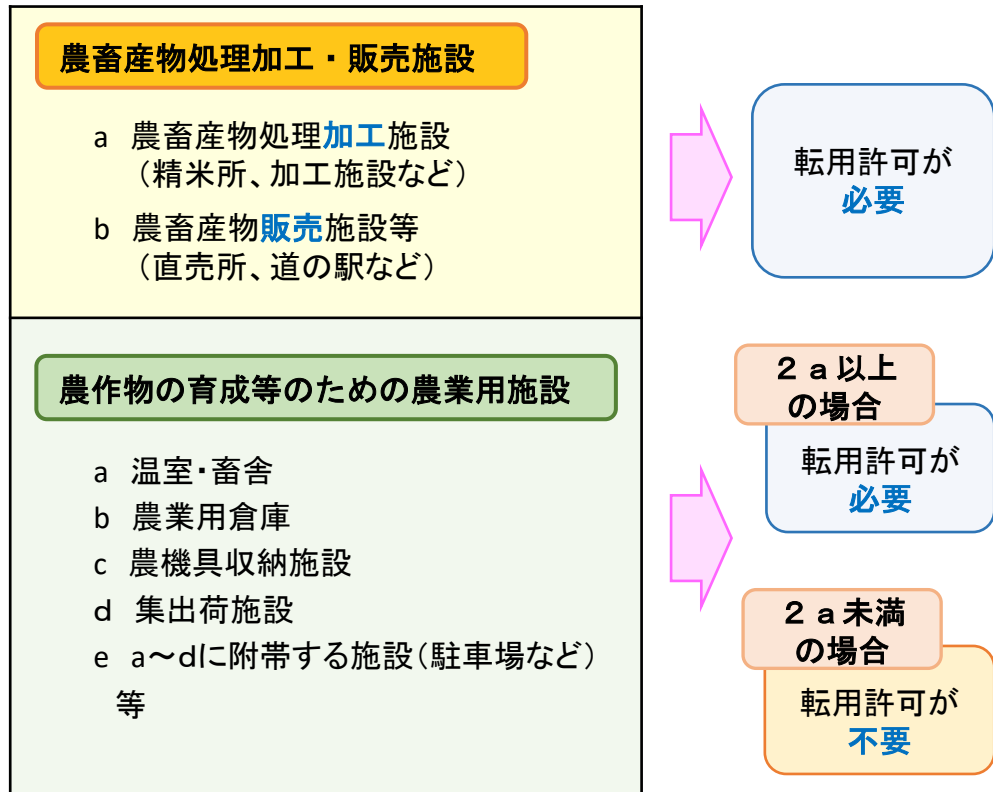 農畜産物処理加工・販売施設
a 農畜産物処理加工施設
（精米所、加工施設など）
b 農畜産物販売施設等
（直売所、道の駅など）
転用許可が
必要
農作物の育成等のための農業用施設
a 温室・畜舎
b 農業用倉庫
c 農機具収納施設
ｄ 集出荷施設
e a～dに附帯する施設（駐車場など）
等
２ａ以上
の場合
転用許可が
必要
２ａ未満
の場合
転用許可が
不要